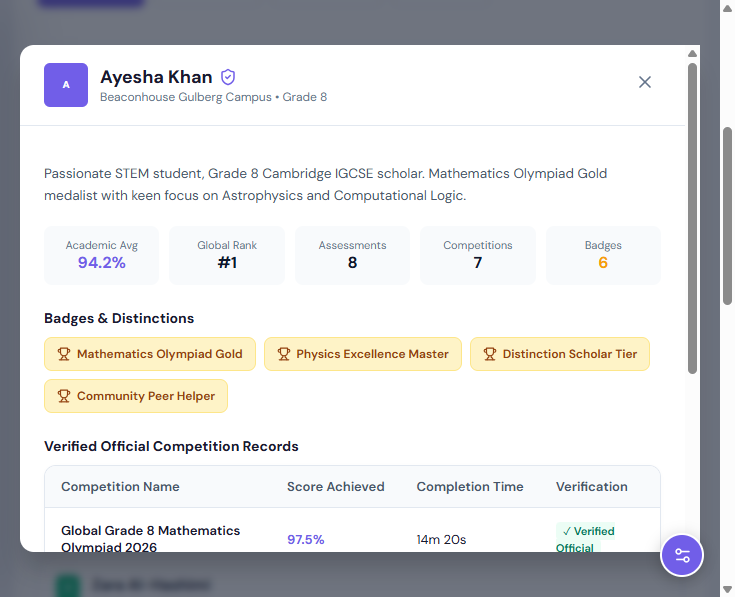 A
Ayesha Khan
Beaconhouse Gulberg Campus • Grade 8
Passionate STEM student, Grade 8 Cambridge IGCSE scholar. Mathematics Olympiad Gold
medalist with keen focus on Astrophysics and Computational Logic.
Academic Avg
94.2%
Global Rank
#1
Assessments
8
Competitions
7
Badges
6
Badges & Distinctions
Mathematics Olympiad Gold
Physics Excellence Master
Distinction Scholar Tier
Community Peer Helper
Verified Official Competition Records
Competition Name Score Achieved Completion Time Verification
Global Grade 8 Mathematics
Olympiad 2026
97.5%
14m 20s
✓ Verified
Official